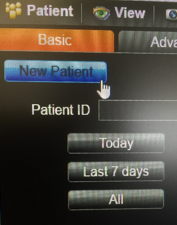 Patient View
Basic Adva
New Patient
Patient ID
Today
Last 7 days
All